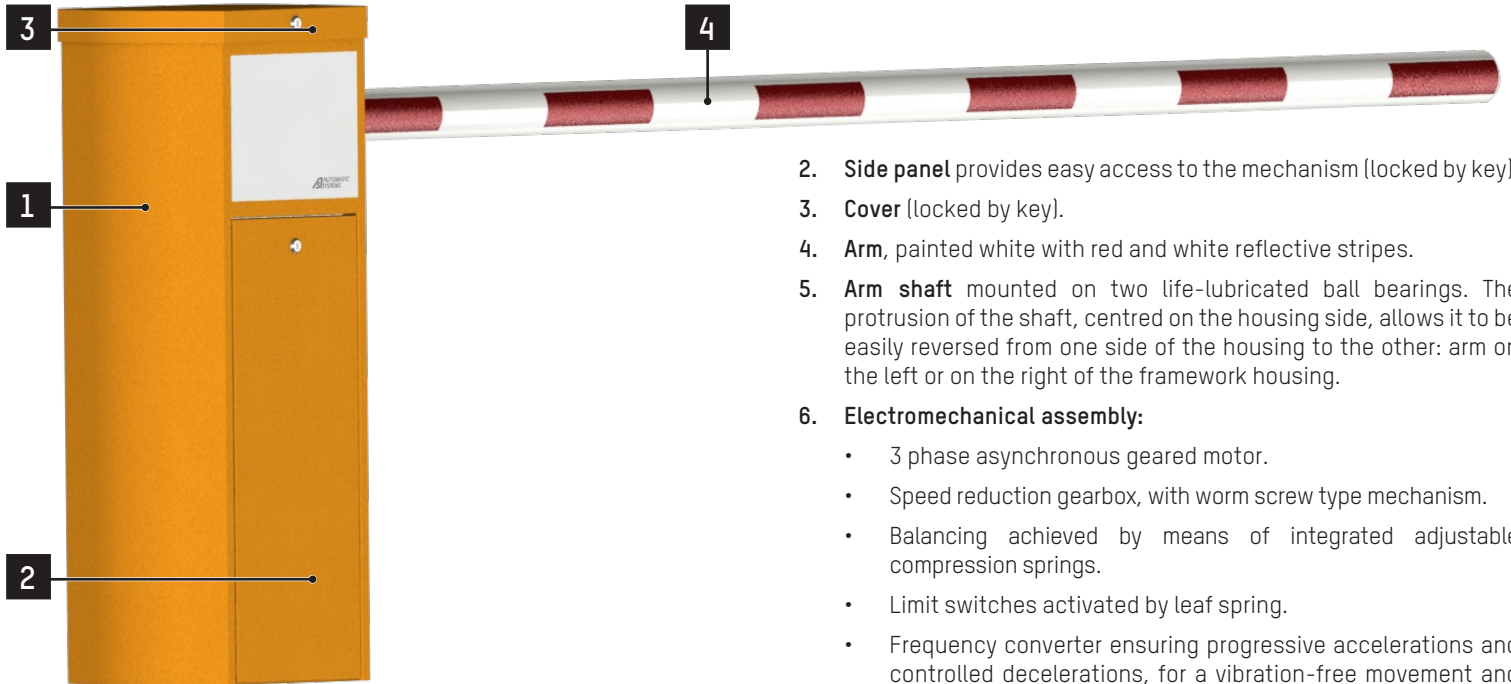 3
4
1
2
AUTOMATIC
SYSTEMS
2. Side panel provides easy access to the mechanism (locked by key)
3. Cover (locked by key).
4. Arm, painted white with red and white reflective stripes.
5. Arm shaft mounted on two life-lubricated ball bearings. The
protrusion of the shaft, centred on the housing side, allows it to be
easily reversed from one side of the housing to the other: arm on
the left or on the right of the framework housing.
6. Electromechanical assembly:
• 3 phase asynchronous geared motor.
• Speed reduction gearbox, with worm screw type mechanism.
• Balancing achieved by means of integrated adjustable
compression springs.
• Limit switches activated by leaf spring.
• Frequency converter ensuring progressive accelerations and
controlled decelerations, for a vibration-free movement and